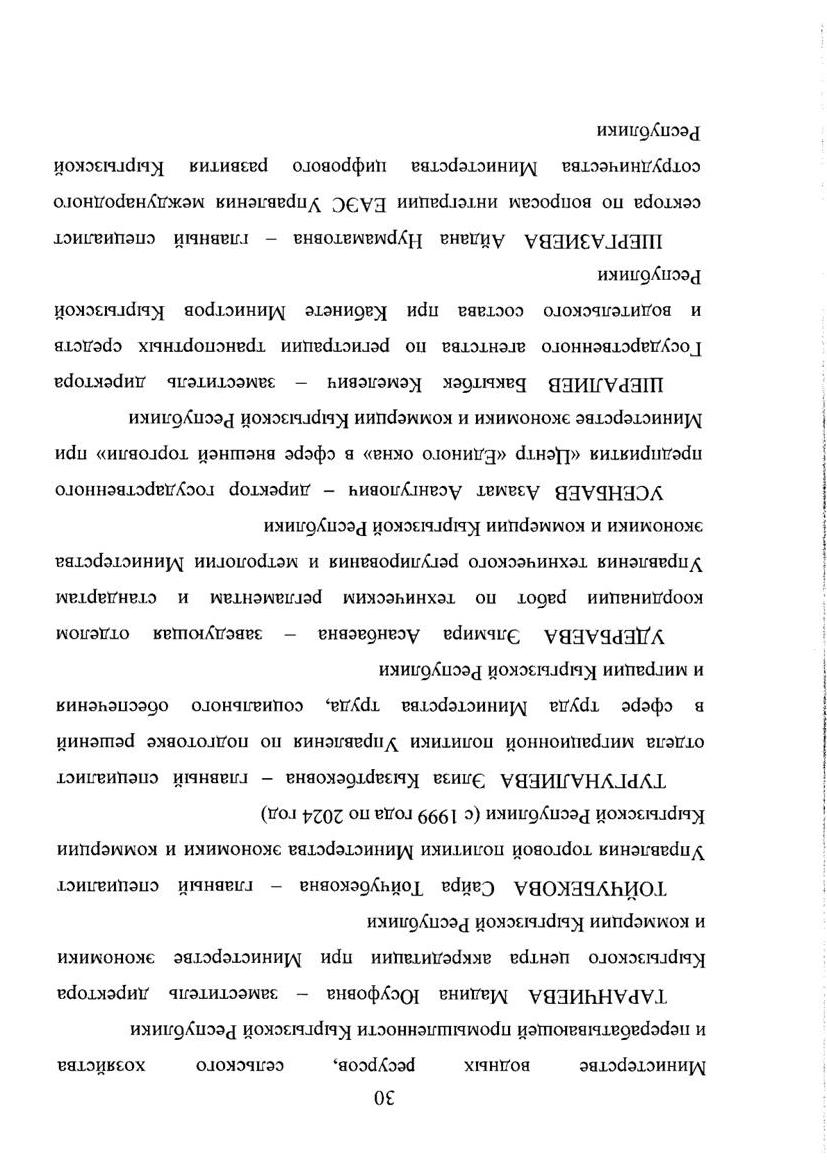 30
Министерстве водных ресурсов, сельского хозяйства
и перерабатывающей промышленности Кыргызской Республики
ТАРАНЧИЕВА Мадина Юсуфовна – заместитель директора
Кыргызского центра аккредитации при Министерстве экономики
и коммерции Кыргызской Республики
ТОЙЧУБЕКОВА Сайра Тойчубековна – главный специалист
Управления торговой политики Министерства экономики и коммерции
Кыргызской Республики (с 1999 года по 2024 год)
ТУРГУНАЛИЕВА Элиза Кызартбековна – главный специалист
отдела миграционной политики Управления по подготовке решений
в сфере труда Министерства труда, социального обеспечения
и миграции Кыргызской Республики
УДЕРБАЕВА Эльмира Асанбаевна – заведующая отделом
координации работ по техническим регламентам и стандартам
Управления технического регулирования и метрологии Министерства
экономики и коммерции Кыргызской Республики
УСЕНБАЕВ Азамат Асангулович – директор государственного
предприятия «Центр «Единого окна» в сфере внешней торговли» при
Министерстве экономики и коммерции Кыргызской Республики
ШЕРАЛИЕВ Бакытбек Кемелевич – заместитель директора
Государственного агентства по регистрации транспортных средств
и водительского состава при Кабинете Министров Кыргызской
Республики
ШЕРГАЗИЕВА Айдана Нурмаматовна – главный специалист
сектора по вопросам интеграции ЕАЭС Управления международного
сотрудничества Министерства цифрового развития Кыргызской
Республики